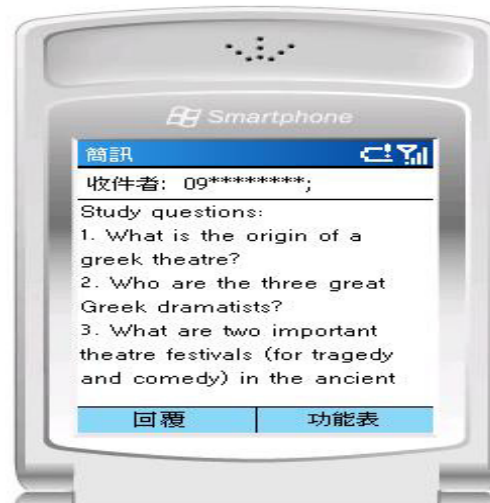 Smartphone
簡訊
收件者: 09********;
Study questions:
1. What is the origin of a
greek theatre?
2. Who are the three great
Greek dramatists?
3. What are two important
theatre festivals (for tragedy
and comedy) in the ancient
回覆 功能表